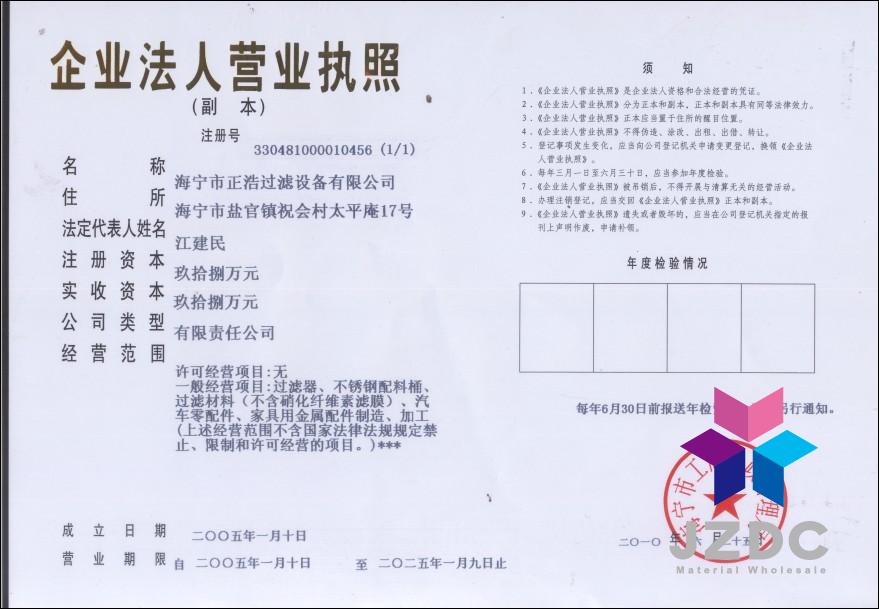 企业法人营业执照
(副 本)
注册号
330481000010456 (1/1)
名 称
海宁市正浩过滤设备有限公司
住 所
海宁市盐官镇祝会村太平庵17号
法定代表人姓名
江建民
注册资本
玖拾捌万元
实收资本
玖拾捌万元
公司类型
有限责任公司
经营范围
许可经营项目:无
一般经营项目:过滤器、不锈钢配料桶、
过滤材料（不含硝化纤维素滤膜）、汽
车零配件、家具用金属配件制造、加工
(上述经营范围不含国家法律法规规定禁
止、限制和许可经营的项目。)***
成立日期
二〇〇五年一月十日
营业期限
自 二〇〇五年一月十日 至 二〇二五年一月九日止
须 知
1．《企业法人营业执照》是企业法人资格和合法经营的凭证。
2．《企业法人营业执照》分为正本和副本，正本和副本具有同等法律效力。
3．《企业法人营业执照》正本应当置于住所的醒目位置。
4．《企业法人营业执照》不得伪造、涂改、出租、出借、转让。
5．登记事项发生变化，应当向公司登记机关申请变更登记，换领《企业法
人营业执照》。
6．每年三月一日至六月三十日，应当参加年度检验。
7．《企业法人营业执照》被吊销后，不得开展与清算无关的经营活动。
8．办理注销登记，应当交回《企业法人营业执照》正本和副本。
9．《企业法人营业执照》遗失或者毁坏的，应当在公司登记机关指定的报
刊上声明作废，申请补领。
年度检验情况
每年6月30日前报送年检 另行通知。
宁市工 理
二〇一〇 年 六 月 二十五日
JZDC
Material Wholesale